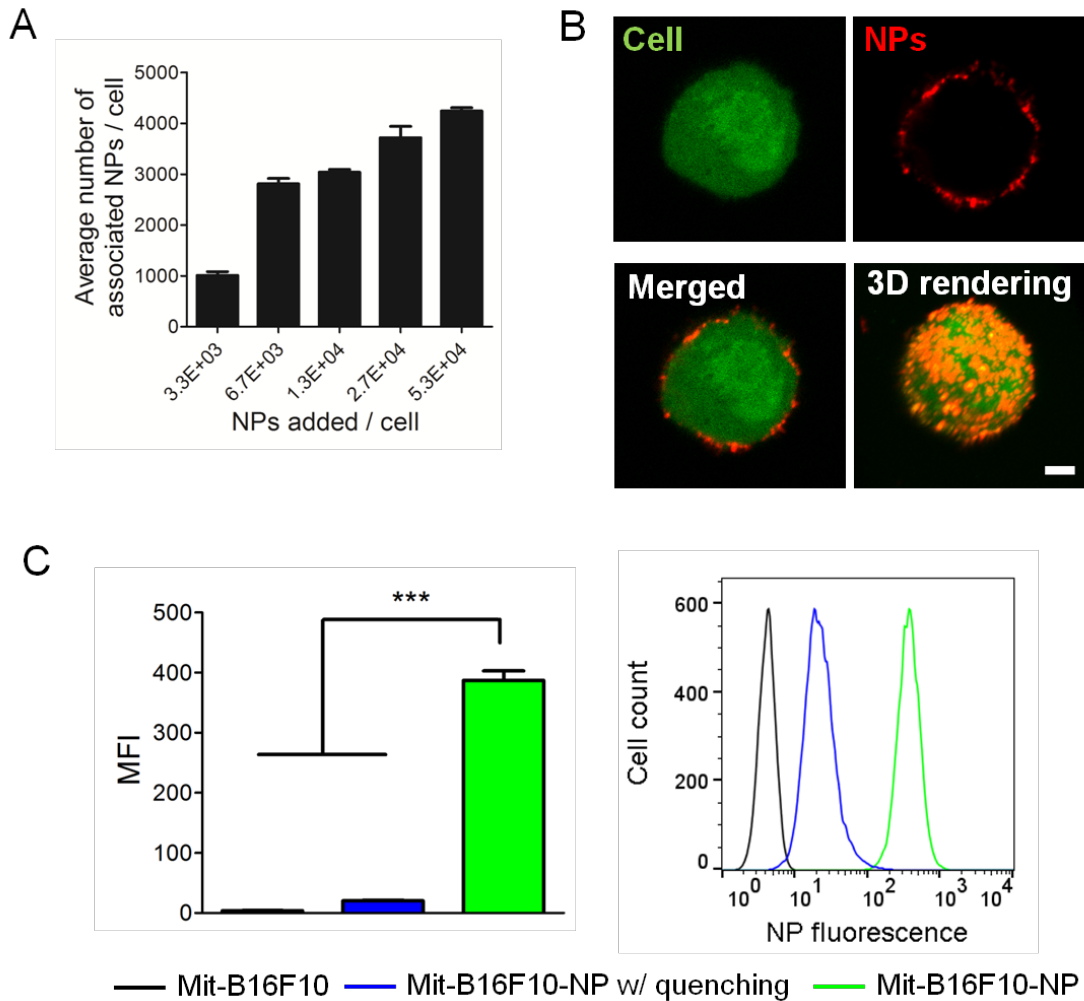 A
Average number of
associated NPs / cell
5000
4000
3000
2000
1000
0
3.3E+03
6.7E+03
1.3E+04
2.7E+04
5.3E+04
NPs added / cell
B
Cell
NPs
Merged
3D rendering
C
MFI
500
400
300
200
100
0
***
Cell count
600
400
200
0
10^0
10^1
10^2
10^3
10^4
NP fluorescence
Mit-B16F10
Mit-B16F10-NP w/ quenching
Mit-B16F10-NP